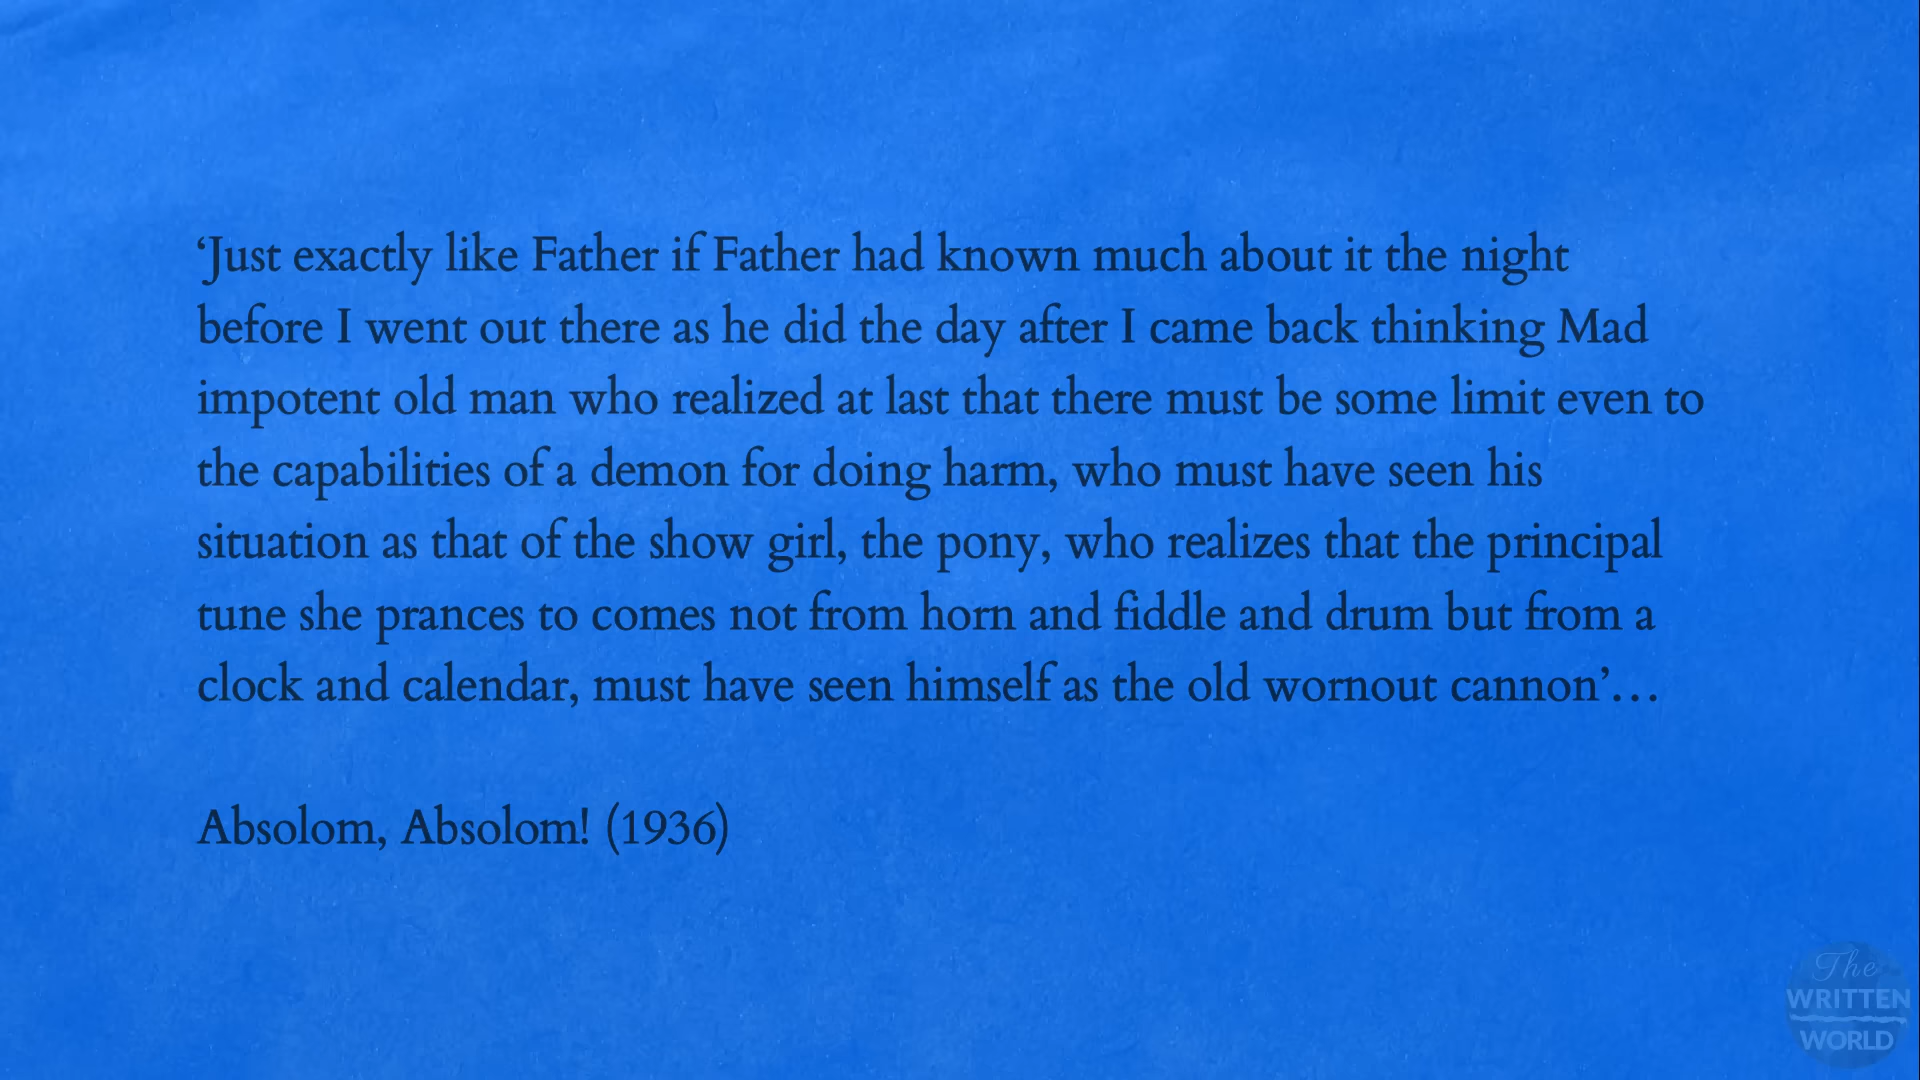 ‘Just exactly like Father if Father had known much about it the night
before I went out there as he did the day after I came back thinking Mad
impotent old man who realized at last that there must be some limit even to
the capabilities of a demon for doing harm, who must have seen his
situation as that of the show girl, the pony, who realizes that the principal
tune she prances to comes not from horn and fiddle and drum but from a
clock and calendar, must have seen himself as the old wornout cannon’…
Absolom, Absolom! (1936)
The
WRITTEN
WORLD